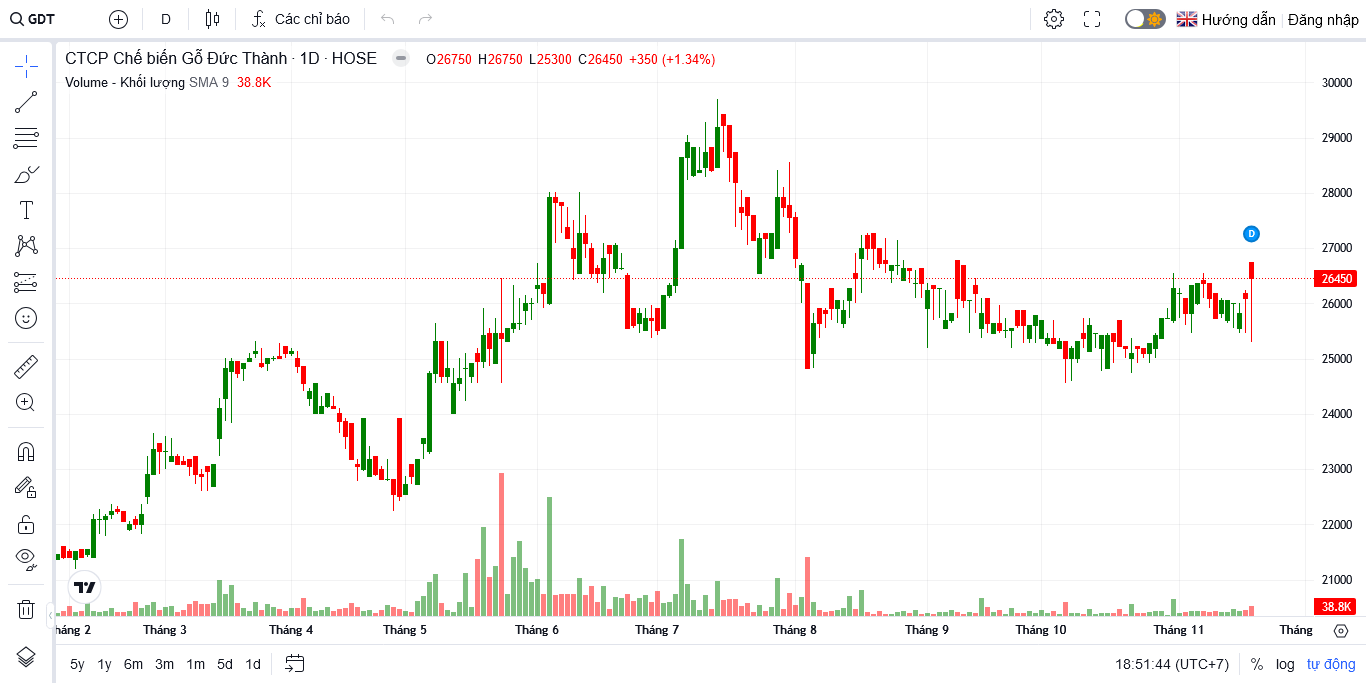 GDT D Các chỉ báo Hướng dẫn Đăng nhập
CTCP Chế biến Gỗ Đức Thành · 1D · HOSE O26750 H26750 L25300 C26450 +350 (+1.34%)
Volume - Khối lượng SMA 9 38.8K
30000
29000
28000
D
27000
26450
26000
25000
24000
23000
22000
21000
38.8K
háng 2 Tháng 3 Tháng 4 Tháng 5 Tháng 6 Tháng 7 Tháng 8 Tháng 9 Tháng 10 Tháng 11 Tháng
5y 1y 6m 3m 1m 5d 1d 18:51:44 (UTC+7) % log tự động